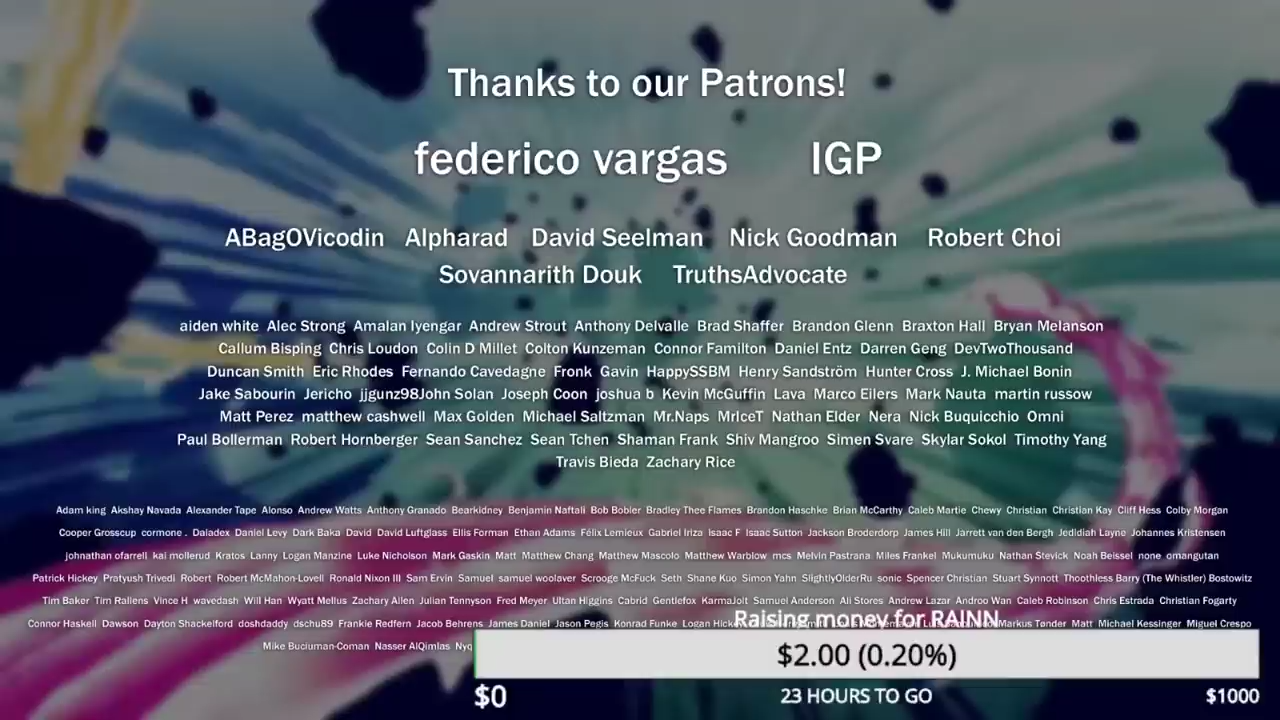 Thanks to our Patrons!
federico vargas IGP
ABagOVicodin Alpharad David Seelman Nick Goodman Robert Choi
Sovannarith Douk TruthsAdvocate
aiden white Alec Strong Amalan Iyengar Andrew Strout Anthony Delvalle Brad Shaffer Brandon Glenn Braxton Hall Bryan Melanson
Callum Bisping Chris Loudon Colin D Millet Colton Kunzeman Connor Familton Daniel Entz Darren Geng DevTwoThousand
Duncan Smith Eric Rhodes Fernando Cavedagne Fronk Gavin HappySSBM Henry Sandström Hunter Cross J. Michael Bonin
Jake Sabourin Jericho jjgunz98John Solan Joseph Coon joshua b Kevin McGuffin Lava Marco Eilers Mark Nauta martin russow
Matt Perez matthew cashwell Max Golden Michael Saltzman Mr.Naps MrIceT Nathan Elder Nera Nick Buquicchio Omni
Paul Bollerman Robert Hornberger Sean Sanchez Sean Tchen Shaman Frank Shiv Mangroo Simen Svare Skylar Sokol Timothy Yang
Travis Bieda Zachary Rice
Adam king Akshay Navada Alexander Tape Alonso Andrew Watts Anthony Granado Bearkidney Benjamin Naftali Bob Bobler Bradley Thee Flames Brandon Haschke Brian McCarthy Caleb Martie Chewy Christian Christian Kay Cliff Hess Colby Morgan
Cooper Grosscup cormone . Daladex Daniel Levy Dark Baka David David Luftglass Ellis Forman Ethan Adams Félix Lemieux Gabriel Iriza Isaac F Isaac Sutton Jackson Broderdorp James Hill Jarrett van den Bergh Jedidiah Layne Johannes Kristensen
johnathan ofarrell kai mollerud Kratos Lanny Logan Manzine Luke Nicholson Mark Gaskin Matt Matthew Chang Matthew Mascolo Matthew Warblow mcs Melvin Pastrana Miles Frankel Mukumuku Nathan Stevick Noah Beissel none omangutan
Patrick Hickey Pratyush Trivedi Robert Robert McMahon-Lovell Ronald Nixon III Sam Ervin Samuel samuel woolaver Scrooge McFuck Seth Shane Kuo Simon Yahn SlightlyOlderRu sonic Spencer Christian Stuart Synnott Thoothless Barry (The Whistler) Bostowitz
Tim Baker Tim Rallens Vince H wavedash Will Han Wyatt Mellus Zachary Allen Julian Tennyson Fred Meyer Ultan Higgins Cabrid Gentlefox KarmaJolt Samuel Anderson Ali Stores Andrew Lazar Androo Wan Caleb Robinson Chris Estrada Christian Fogarty
Connor Haskell Dawson Dayton Shackelford doshdaddy dschu89 Frankie Redfern Jacob Behrens James Daniel Jason Pegis Konrad Funke Logan Markus Tønder Matt Michael Kessinger Miguel Crespo
Mike Buciuman-Coman Nasser AlQimlas
Raising money for RAINN
$2.00 (0.20%)
$0 23 HOURS TO GO $1000